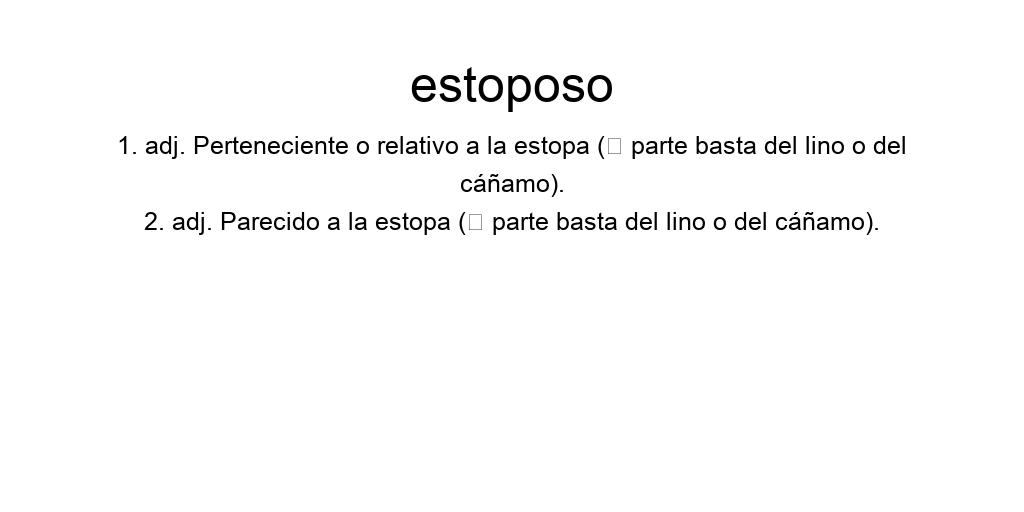 estoposo
1. adj. Perteneciente o relativo a la estopa (□ parte basta del lino o del
cáñamo).
2. adj. Parecido a la estopa (□ parte basta del lino o del cáñamo).